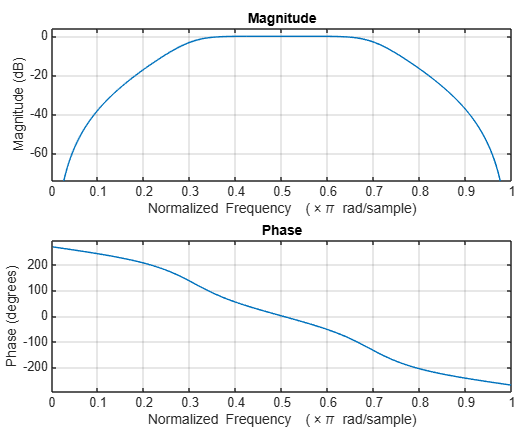 Magnitude
0
-20
-40
-60
Magnitude (dB)
0 0.1 0.2 0.3 0.4 0.5 0.6 0.7 0.8 0.9 1
Normalized Frequency (×π rad/sample)
Phase
200
100
0
-100
-200
Phase (degrees)
0 0.1 0.2 0.3 0.4 0.5 0.6 0.7 0.8 0.9 1
Normalized Frequency (×π rad/sample)